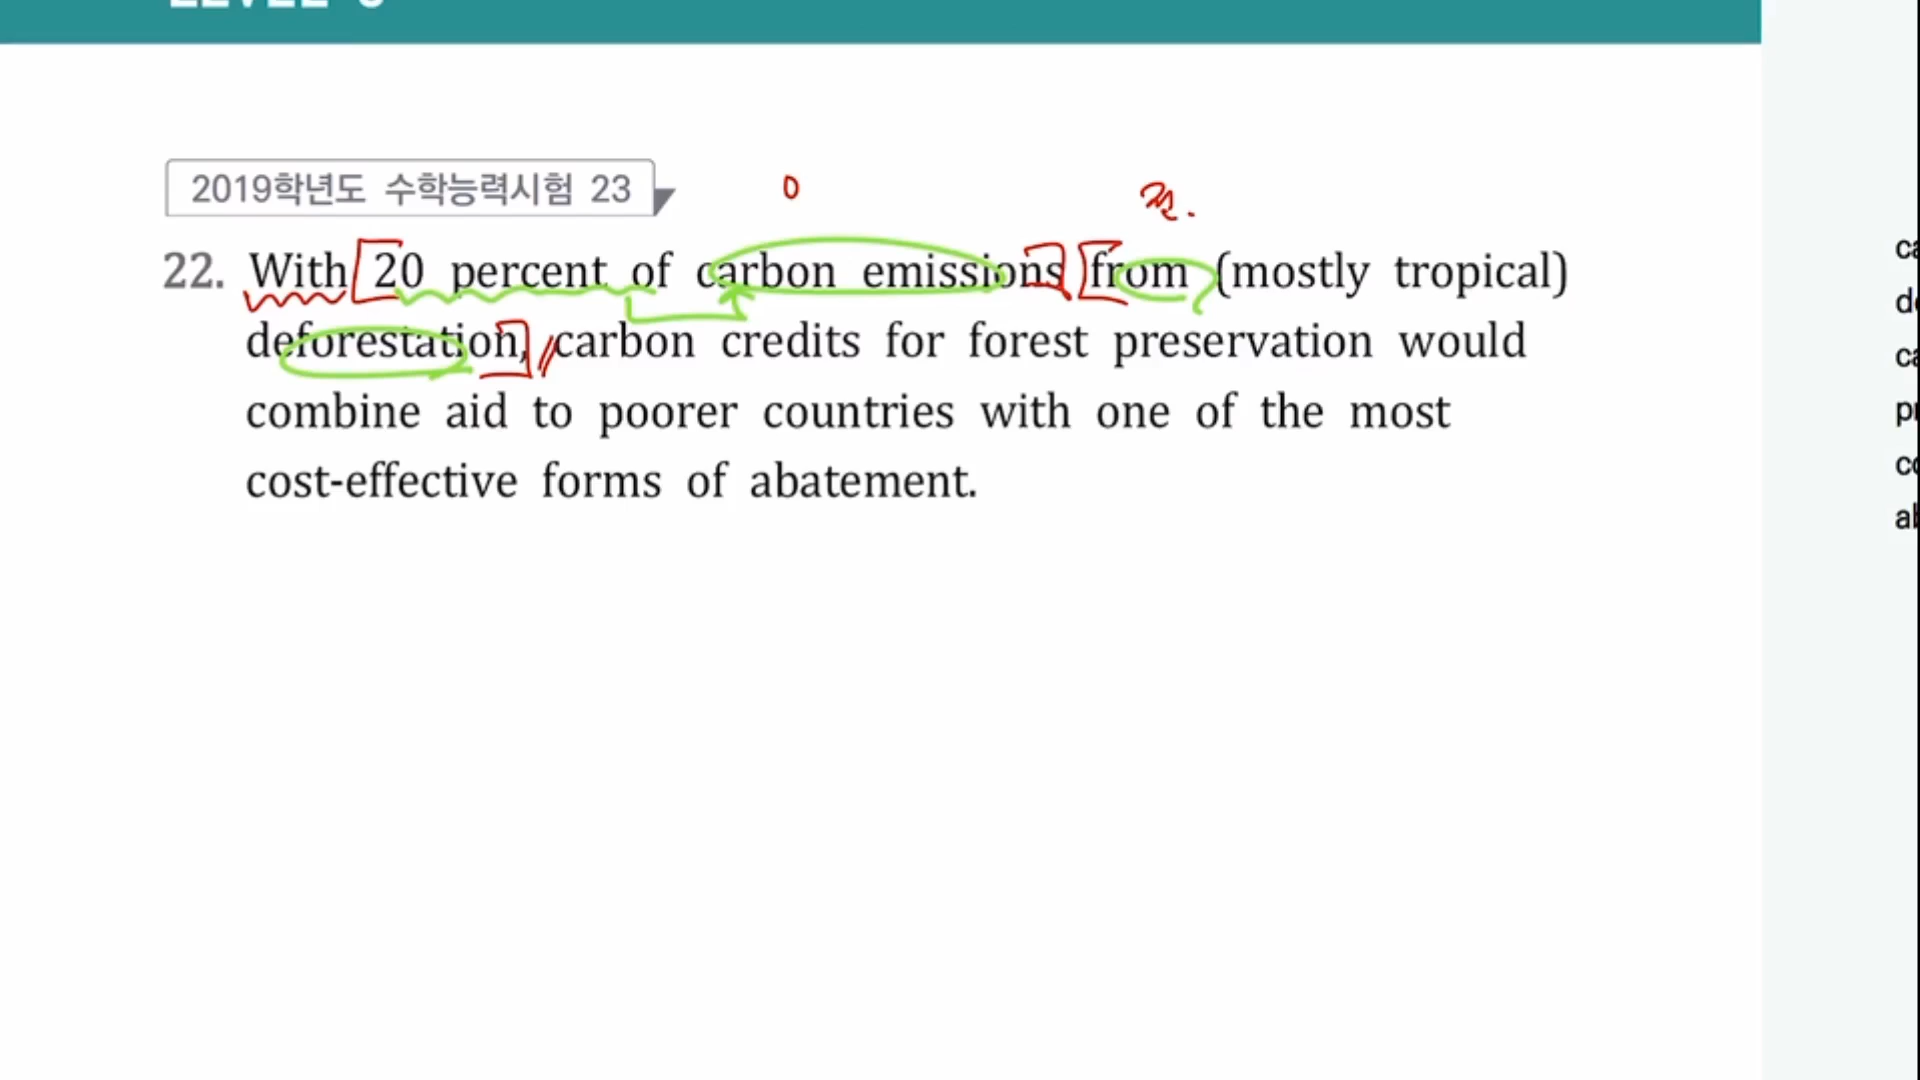 2019학년도 수학능력시험 23
o
전.
22. With 20 percent of carbon emissions from (mostly tropical)
deforestation, carbon credits for forest preservation would
combine aid to poorer countries with one of the most
cost-effective forms of abatement.